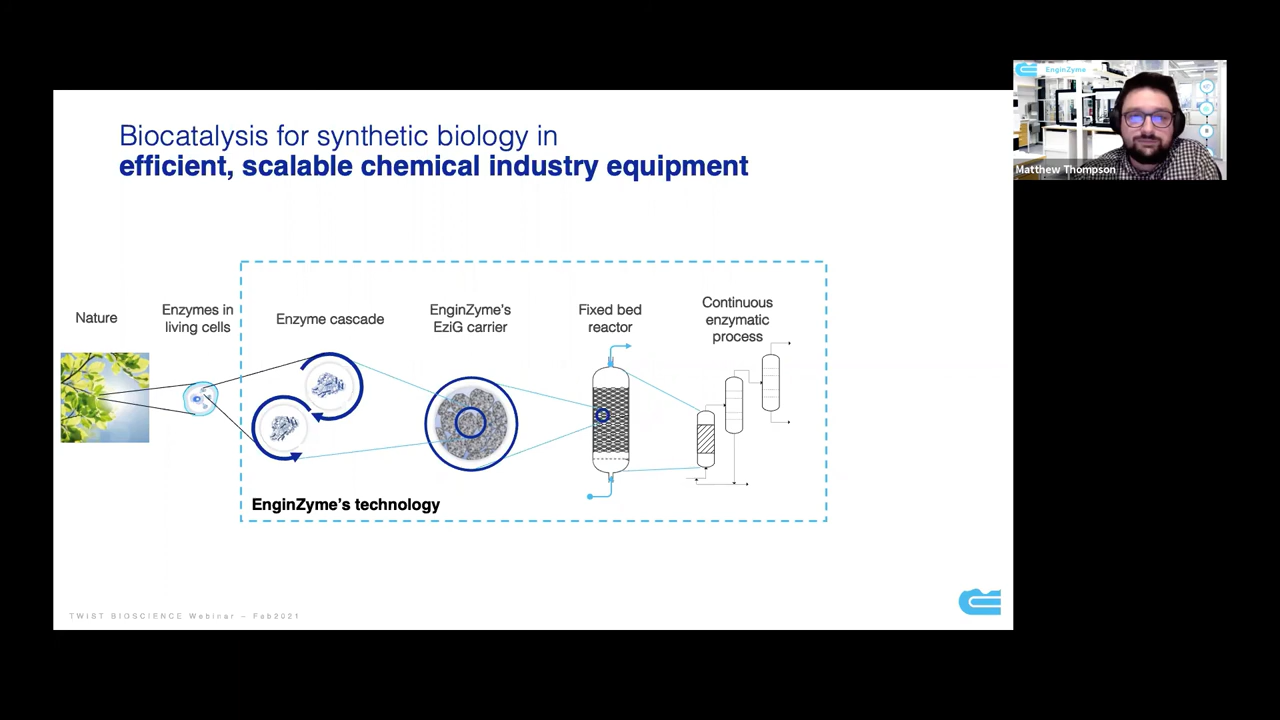 Biocatalysis for synthetic biology in
efficient, scalable chemical industry equipment
EnginZyme
Matthew Thompson
Nature
Enzymes in
living cells
Enzyme cascade
EnginZyme's
EziG carrier
Fixed bed
reactor
Continuous
enzymatic
process
EnginZyme's technology
TWIST BIOSCIENCE Webinar – Feb2021